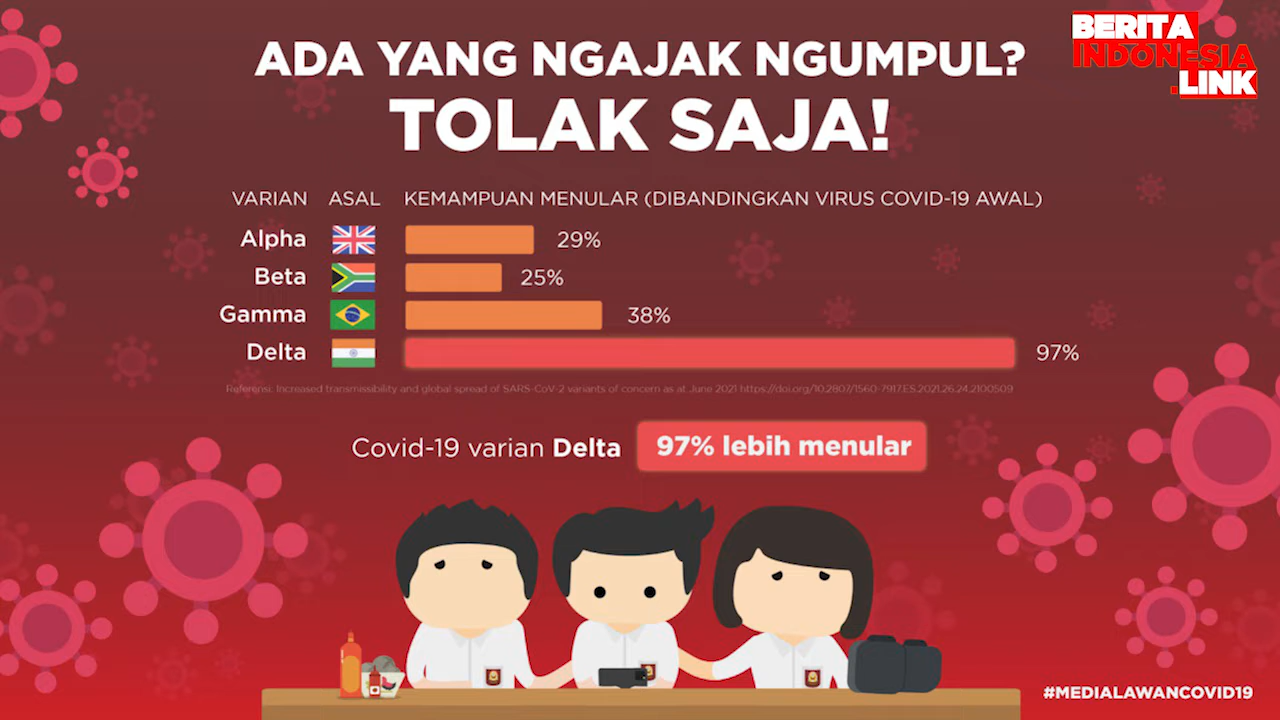 BERITA
INDONESIA
.LINK
ADA YANG NGAJAK NGUMPUL?
TOLAK SAJA!
VARIAN ASAL KEMAMPUAN MENULAR (DIBANDINGKAN VIRUS COVID-19 AWAL)
Alpha 29%
Beta 25%
Gamma 38%
Delta 97%
Referensi: Increased transmissibility and global spread of SARS-CoV-2 variants of concern as at June 2021 https://doi.org/10.2807/1560-7917.ES.2021.26.24.2100509
Covid-19 varian Delta 97% lebih menular
#MEDIALAWANCOVID19